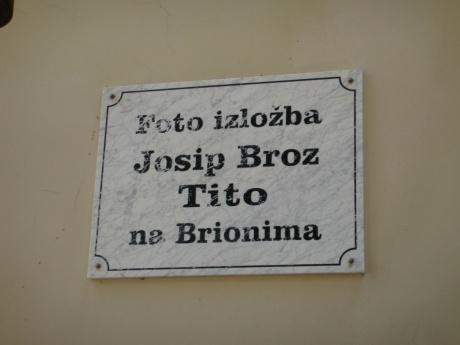 Foto izložba
Josip Broz
Tito
na Brionima